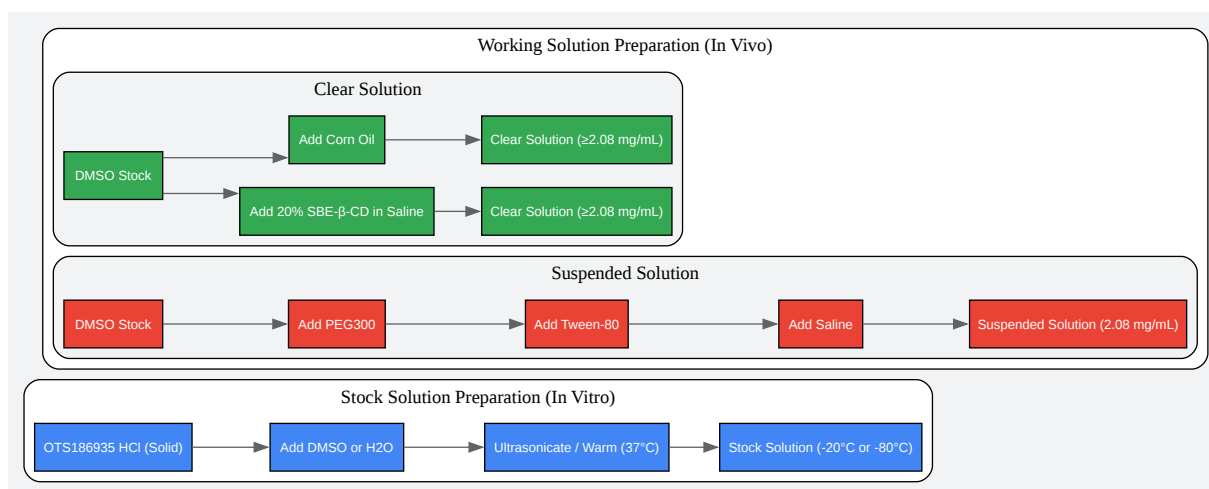 Working Solution Preparation (In Vivo)
Clear Solution
DMSO Stock
Add Corn Oil
Clear Solution (≥2.08 mg/mL)
Add 20% SBE-β-CD in Saline
Clear Solution (≥2.08 mg/mL)
Suspended Solution
DMSO Stock
Add PEG300
Add Tween-80
Add Saline
Suspended Solution (2.08 mg/mL)
Stock Solution Preparation (In Vitro)
OTS186935 HCl (Solid)
Add DMSO or H2O
Ultrasonicate / Warm (37°C)
Stock Solution (-20°C or -80°C)